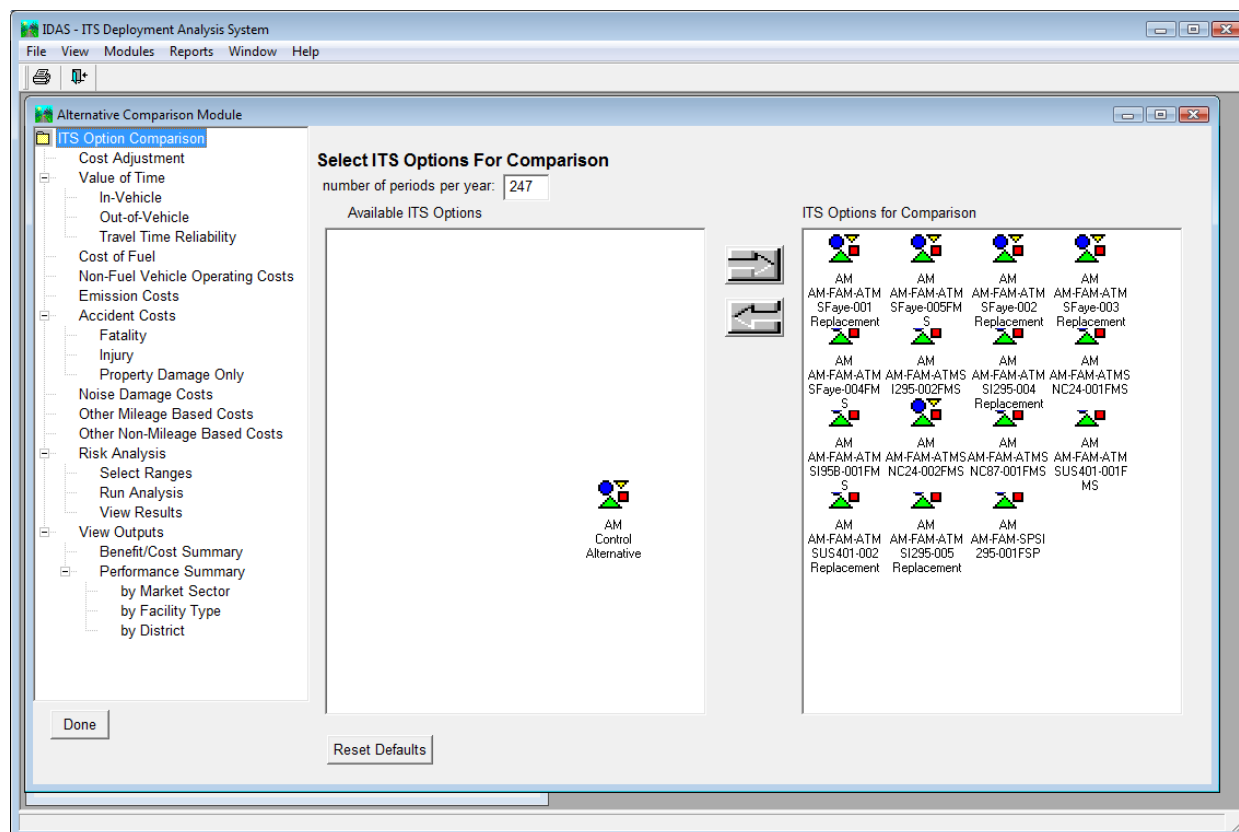 IDAS - ITS Deployment Analysis System
File View Modules Reports Window Help
Alternative Comparison Module
ITS Option Comparison
Cost Adjustment
Value of Time
In-Vehicle
Out-of-Vehicle
Travel Time Reliability
Cost of Fuel
Non-Fuel Vehicle Operating Costs
Emission Costs
Accident Costs
Fatality
Injury
Property Damage Only
Noise Damage Costs
Other Mileage Based Costs
Other Non-Mileage Based Costs
Risk Analysis
Select Ranges
Run Analysis
View Results
View Outputs
Benefit/Cost Summary
Performance Summary
by Market Sector
by Facility Type
by District
Done
Select ITS Options For Comparison
number of periods per year: 247
Available ITS Options
AM
Control
Alternative
Reset Defaults
ITS Options for Comparison
AM AM AM AM
AM-FAM-ATM AM-FAM-ATM AM-FAM-ATM AM-FAM-ATM
SFaye-001 SFaye-005FM SFaye-002 SFaye-003
Replacement S Replacement Replacement
AM AM AM AM
AM-FAM-ATM AM-FAM-ATMS AM-FAM-ATM AM-FAM-ATMS
SFaye-004FM I295-002FMS SI295-004 NC24-001FMS
S Replacement
AM AM AM AM
AM-FAM-ATM AM-FAM-ATMS AM-FAM-ATMS AM-FAM-ATM
SI95B-001FM NC24-002FMS NC87-001FMS SUS401-001F
S MS
AM AM AM
AM-FAM-ATM AM-FAM-ATM AM-FAM-SPSI
SUS401-002 SI295-005 295-001FSP
Replacement Replacement